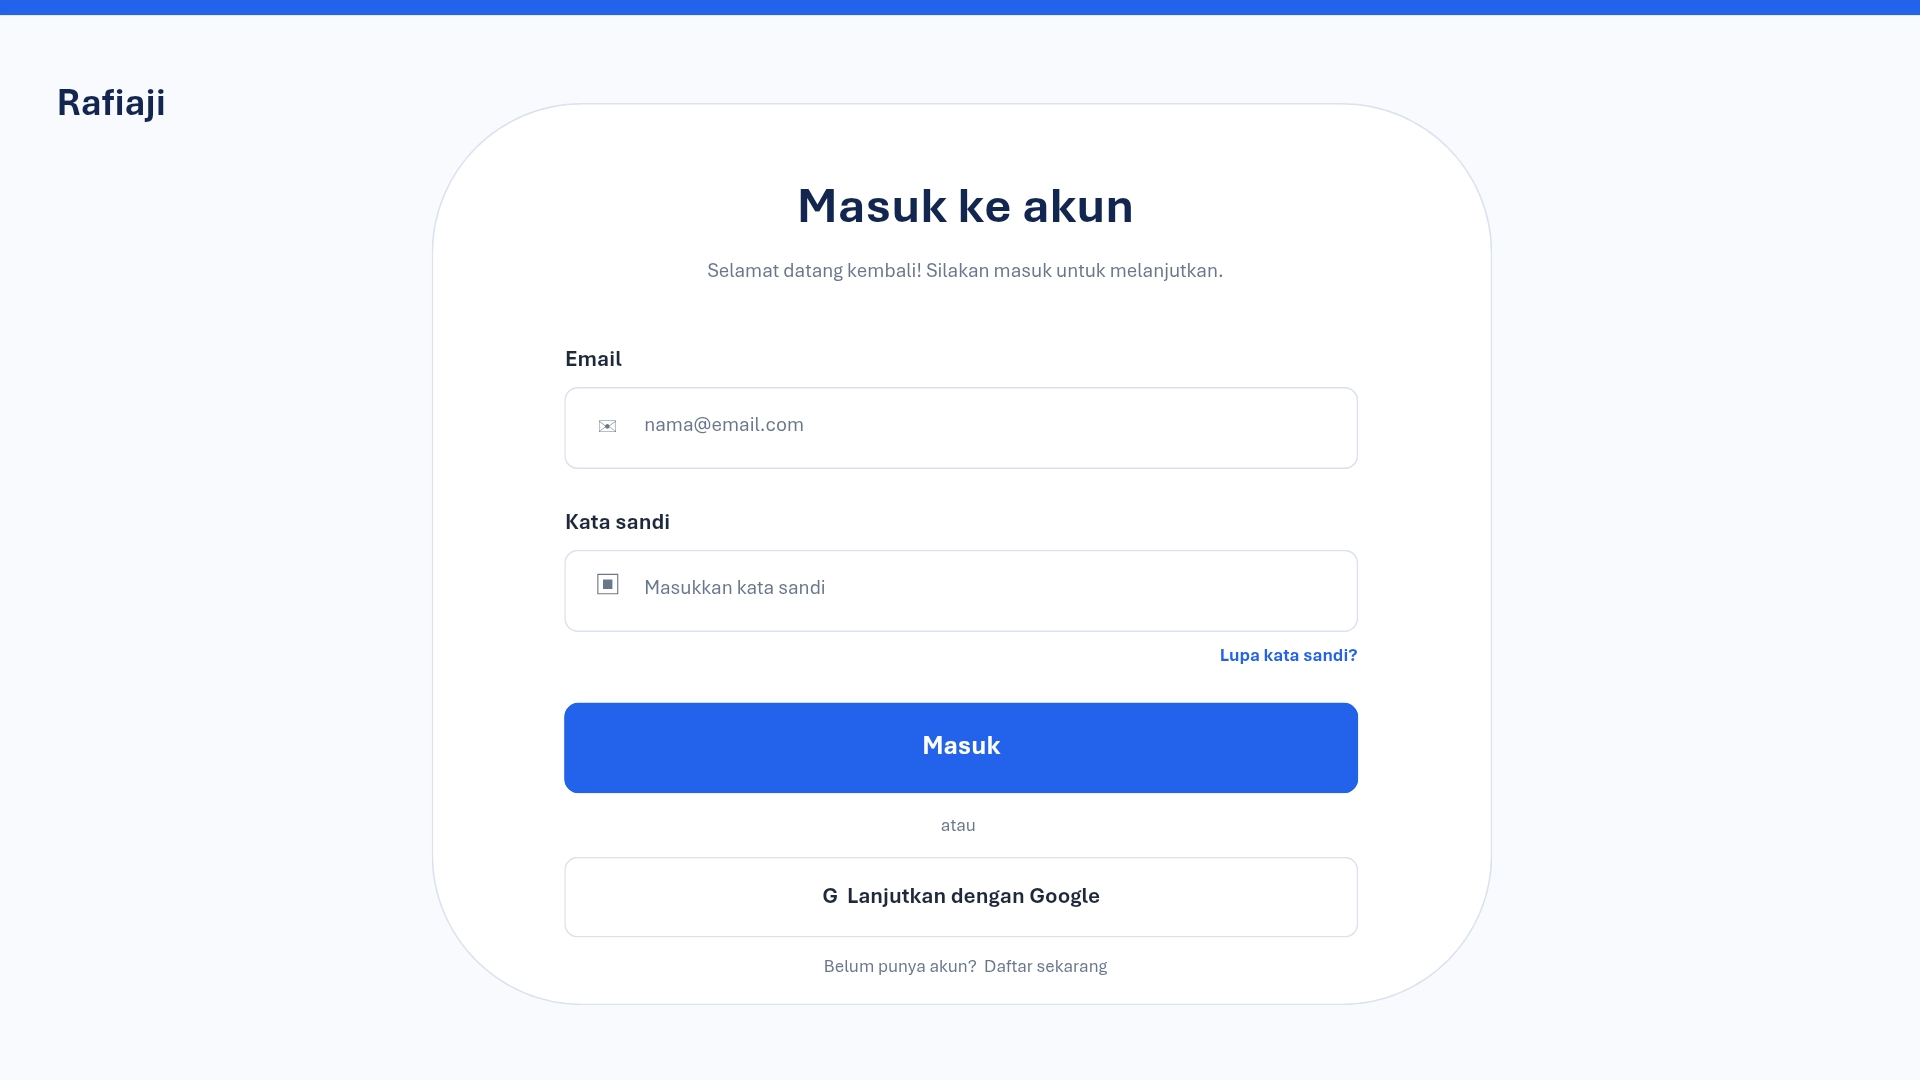 Rafiaji
Masuk ke akun
Selamat datang kembali! Silakan masuk untuk melanjutkan.
Email
✉ nama@email.com
Kata sandi
▣ Masukkan kata sandi
Lupa kata sandi?
Masuk
atau
G Lanjutkan dengan Google
Belum punya akun? Daftar sekarang